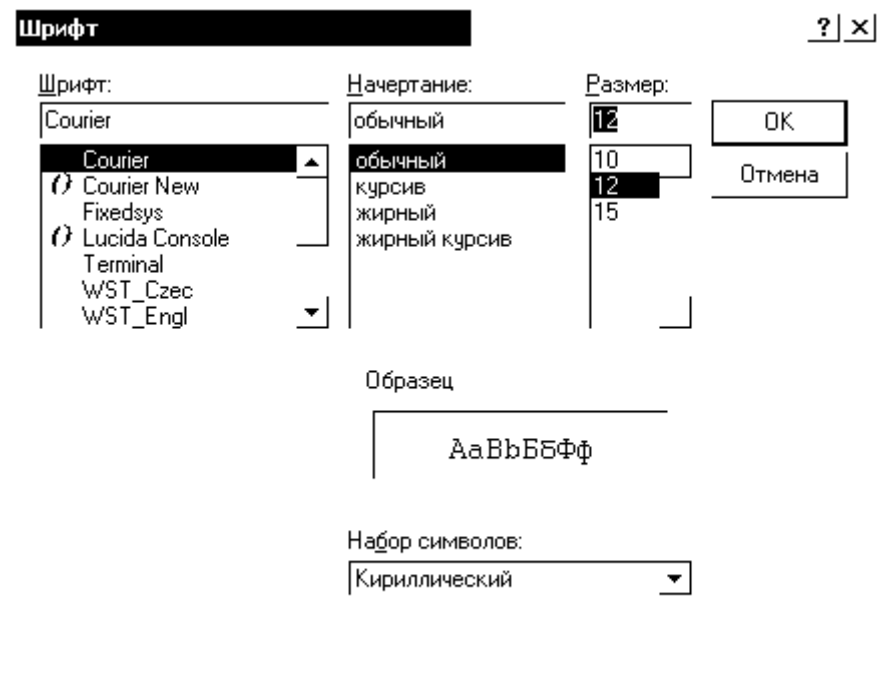 Шрифт
? ×
Шрифт: Начертание: Размер:
Courier обычный 12 OK
Courier обычный 10
Отмена
Courier New курсив 12
Fixedsys жирный 15
Lucida Console жирный курсив
Terminal
WST_Czec
WST_Engl
Образец
АаBbБбФф
Набор символов:
Кириллический